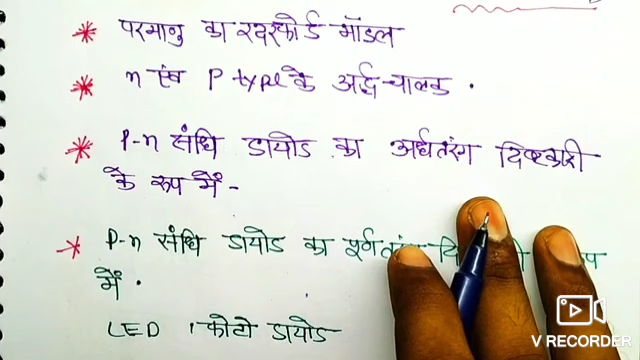 * परमाणु का रदरफोर्ड मॉडल
* n एवं P type के अर्द्धचालक .
* P-n संधि डायोड का अर्धतरंग दिष्टकारी
के रूप में -
* P-n संधि डायोड का पूर्ण
में .
LED , फोटो डायोड
V RECORDER